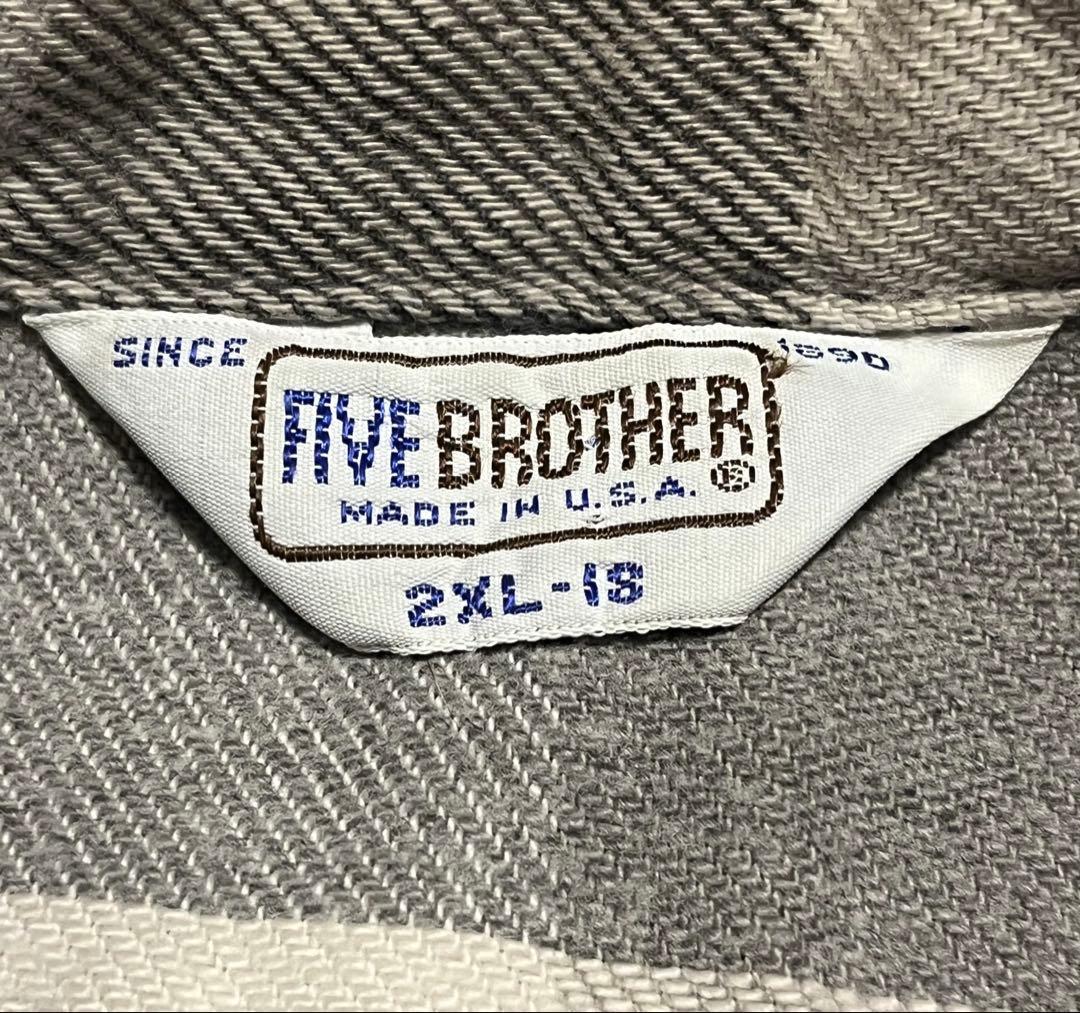 SINCE 1890
FIVE BROTHER
MADE IN U.S.A. ®
2XL-18